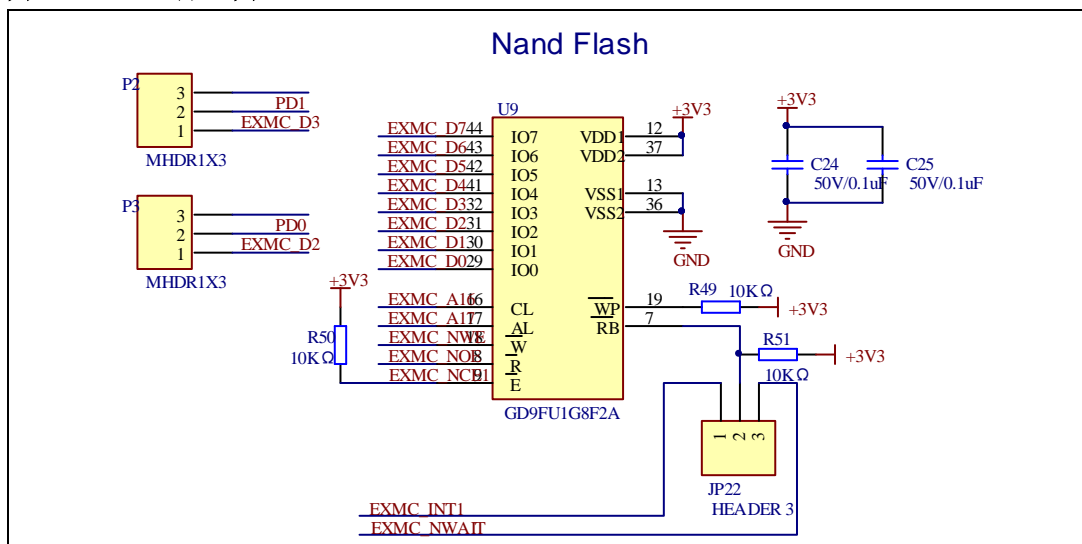 Nand Flash
P2
3
2
1
PD1
EXMC_D3
MHDR1X3
P3
3
2
1
PD0
EXMC_D2
MHDR1X3
+3V3
R50
10KΩ
U9
EXMC_D7 44 IO7
EXMC_D6 43 IO6
EXMC_D5 42 IO5
EXMC_D4 41 IO4
EXMC_D3 32 IO3
EXMC_D2 31 IO2
EXMC_D1 30 IO1
EXMC_D0 29 IO0
EXMC_A16 16 CL
EXMC_A17 17 AL
EXMC_NWE 18 W
EXMC_NOE 8 R
EXMC_NCE1 9 E
VDD1 12
VDD2 37
VSS1 13
VSS2 36
WP 19
RB 7
GD9FU1G8F2A
+3V3
GND
R49 10KΩ
+3V3
R51
10KΩ
+3V3
+3V3
C24
50V/0.1uF
C25
50V/0.1uF
GND
1
2
3
JP22
HEADER 3
EXMC_INT1
EXMC_NWAIT